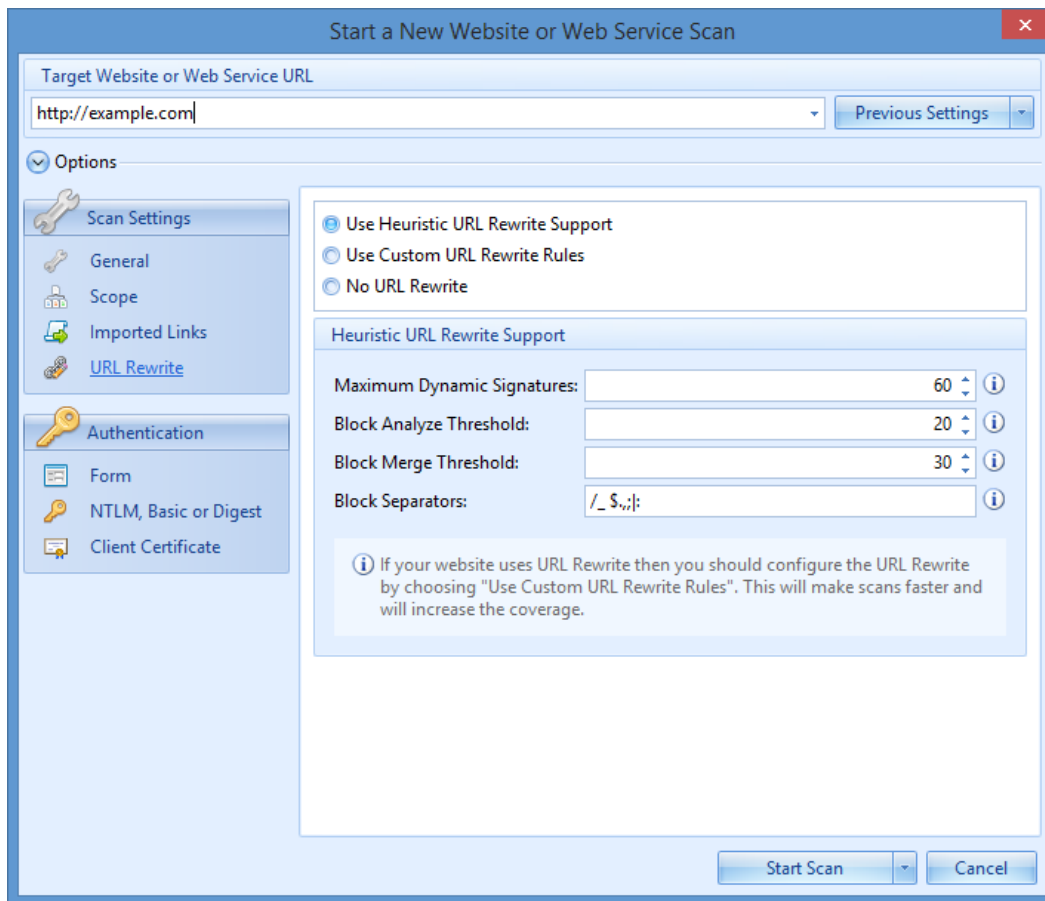 Start a New Website or Web Service Scan
Target Website or Web Service URL
http://example.com
Previous Settings
Options
Scan Settings
General
Scope
Imported Links
URL Rewrite
Authentication
Form
NTLM, Basic or Digest
Client Certificate
Use Heuristic URL Rewrite Support
Use Custom URL Rewrite Rules
No URL Rewrite
Heuristic URL Rewrite Support
Maximum Dynamic Signatures: 60
Block Analyze Threshold: 20
Block Merge Threshold: 30
Block Separators: /_ $.,;|:
If your website uses URL Rewrite then you should configure the URL Rewrite
by choosing "Use Custom URL Rewrite Rules". This will make scans faster and
will increase the coverage.
Start Scan
Cancel